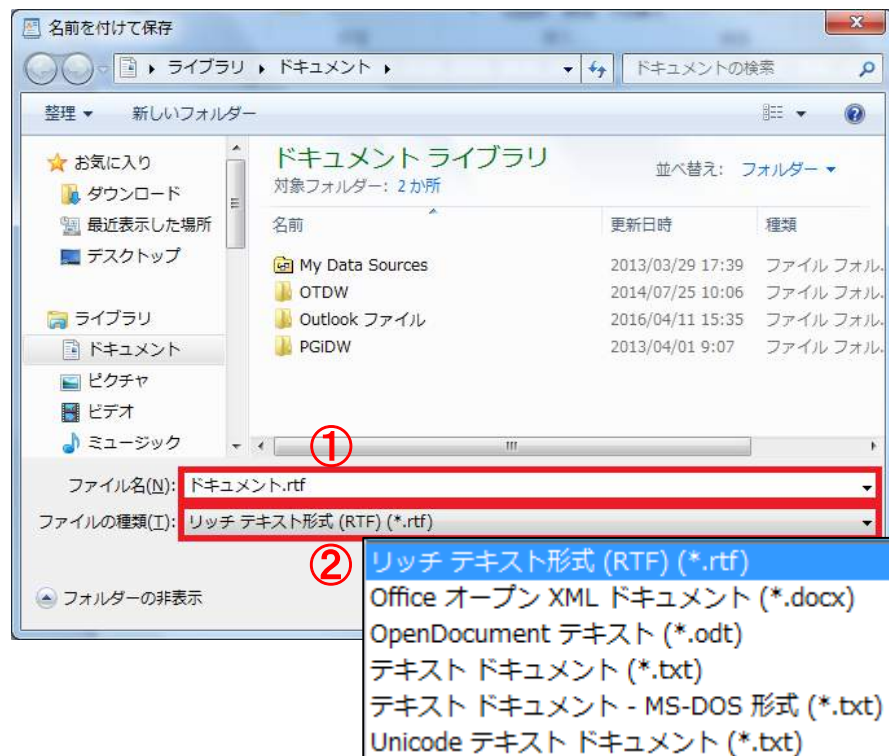 名前を付けて保存
ライブラリ ドキュメント ドキュメントの検索
整理 新しいフォルダー
お気に入り
ダウンロード
最近表示した場所
デスクトップ
ライブラリ
ドキュメント
ピクチャ
ビデオ
ミュージック
ドキュメント ライブラリ
対象フォルダー: 2 か所
並べ替え: フォルダー
名前 更新日時 種類
My Data Sources 2013/03/29 17:39 ファイル フォル
OTDW 2014/07/25 10:06 ファイル フォル
Outlook ファイル 2016/04/11 15:35 ファイル フォル
PGiDW 2013/04/01 9:07 ファイル フォル
①
ファイル名(N): ドキュメント.rtf
ファイルの種類(T): リッチ テキスト形式 (RTF) (*.rtf)
②
リッチ テキスト形式 (RTF) (*.rtf)
Office オープン XML ドキュメント (*.docx)
OpenDocument テキスト (*.odt)
テキスト ドキュメント (*.txt)
テキスト ドキュメント - MS-DOS 形式 (*.txt)
Unicode テキスト ドキュメント (*.txt)
フォルダーの非表示